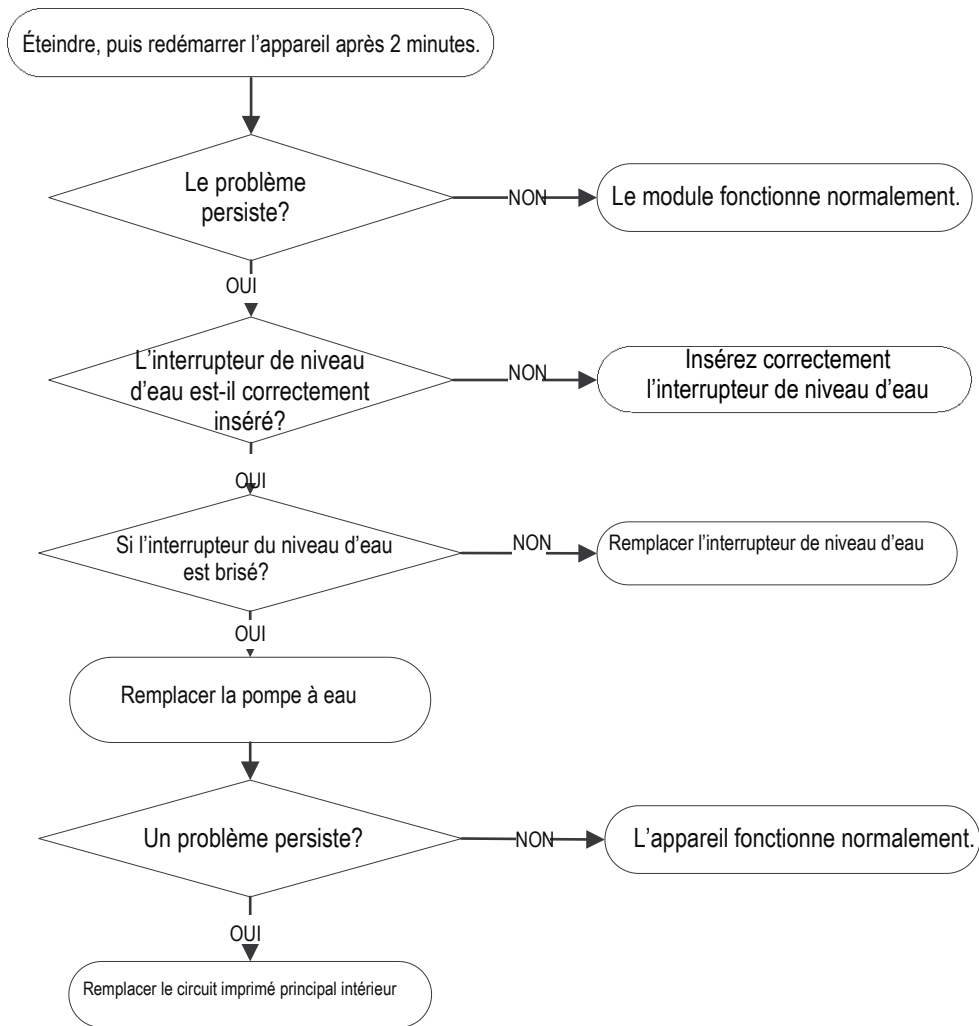 Éteindre, puis redémarrer l'appareil après 2 minutes.
Le problème
persiste?
NON
Le module fonctionne normalement.
OUI
L'interrupteur de niveau
d'eau est-il correctement
inséré?
NON
Insérez correctement
l'interrupteur de niveau d'eau
OUI
Si l'interrupteur du niveau d'eau
est brisé?
NON
Remplacer l'interrupteur de niveau d'eau
OUI
Remplacer la pompe à eau
Un problème persiste?
NON
L'appareil fonctionne normalement.
OUI
Remplacer le circuit imprimé principal intérieur